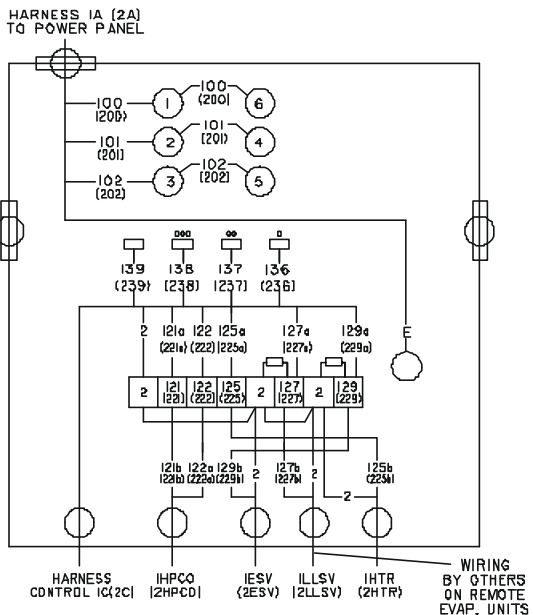 HARNESS 1A (2A)
TO POWER PANEL
100
(200)
1
100
(200)
6
101
(201)
2
101
(201)
4
102
(202)
3
102
(202)
5
139
(239)
138
(238)
137
(237)
136
(236)
2
121a
(221a)
122
(222)
125a
(225a)
127a
(227a)
129a
(229a)
E
2
121
(221)
122
(222)
125
(225)
2
127
(227)
2
129
(229)
121b
(221b)
122a
(222a)
129b
(229b)
2
127b
(227b)
2
2
125b
(225b)
HARNESS
CONTROL 1C(2C)
1HPCO
(2HPCO)
1ESV
(2ESV)
1LLSV
(2LLSV)
1HTR
(2HTR)
WIRING
BY OTHERS
ON REMOTE
EVAP. UNITS